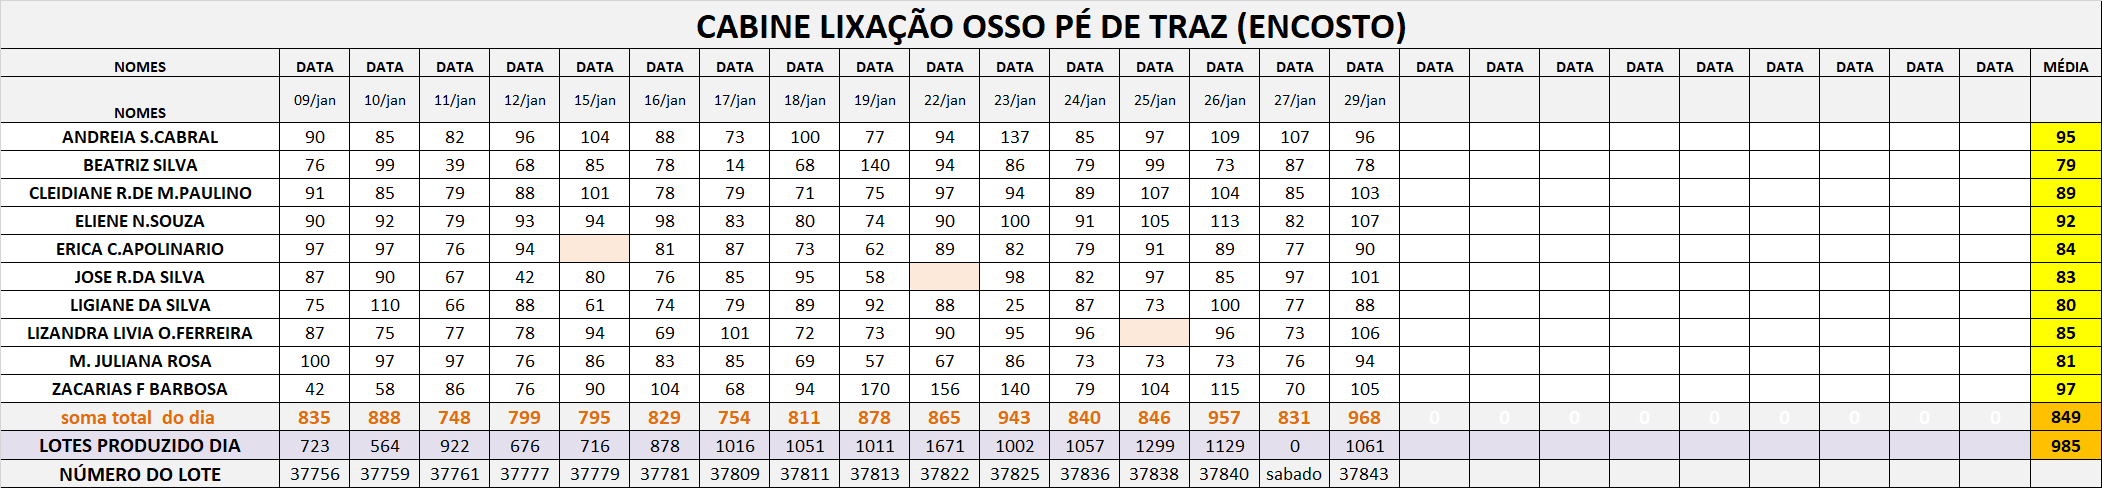 CABINE LIXAÇÃO OSSO PÉ DE TRAZ (ENCOSTO)
NOMES DATA DATA DATA DATA DATA DATA DATA DATA DATA DATA DATA DATA DATA DATA DATA DATA DATA DATA DATA DATA DATA DATA DATA DATA DATA MÉDIA
NOMES 09/jan 10/jan 11/jan 12/jan 15/jan 16/jan 17/jan 18/jan 19/jan 22/jan 23/jan 24/jan 25/jan 26/jan 27/jan 29/jan
ANDREIA S.CABRAL 90 85 82 96 104 88 73 100 77 94 137 85 97 109 107 96 95
BEATRIZ SILVA 76 99 39 68 85 78 14 68 140 94 86 79 99 73 87 78 79
CLEIDIANE R.DE M.PAULINO 91 85 79 88 101 78 79 71 75 97 94 89 107 104 85 103 89
ELIENE N.SOUZA 90 92 79 93 94 98 83 80 74 90 100 91 105 113 82 107 92
ERICA C.APOLINARIO 97 97 76 94 81 87 73 62 89 82 79 91 89 77 90 84
JOSE R.DA SILVA 87 90 67 42 80 76 85 95 58 98 82 97 85 97 101 83
LIGIANE DA SILVA 75 110 66 88 61 74 79 89 92 88 25 87 73 100 77 88 80
LIZANDRA LIVIA O.FERREIRA 87 75 77 78 94 69 101 72 73 90 95 96 96 73 106 85
M. JULIANA ROSA 100 97 97 76 86 83 85 69 57 67 86 73 73 73 76 94 81
ZACARIAS F BARBOSA 42 58 86 76 90 104 68 94 170 156 140 79 104 115 70 105 97
soma total do dia 835 888 748 799 795 829 754 811 878 865 943 840 846 957 831 968 0 0 0 0 0 0 0 0 0 849
LOTES PRODUZIDO DIA 723 564 922 676 716 878 1016 1051 1011 1671 1002 1057 1299 1129 0 1061 985
NÚMERO DO LOTE 37756 37759 37761 37777 37779 37781 37809 37811 37813 37822 37825 37836 37838 37840 sabado 37843